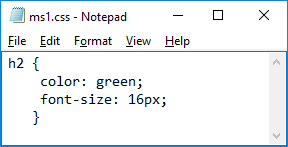 ms1.css - Notepad
File Edit Format View Help
h2 {
    color: green;
    font-size: 16px;
   }